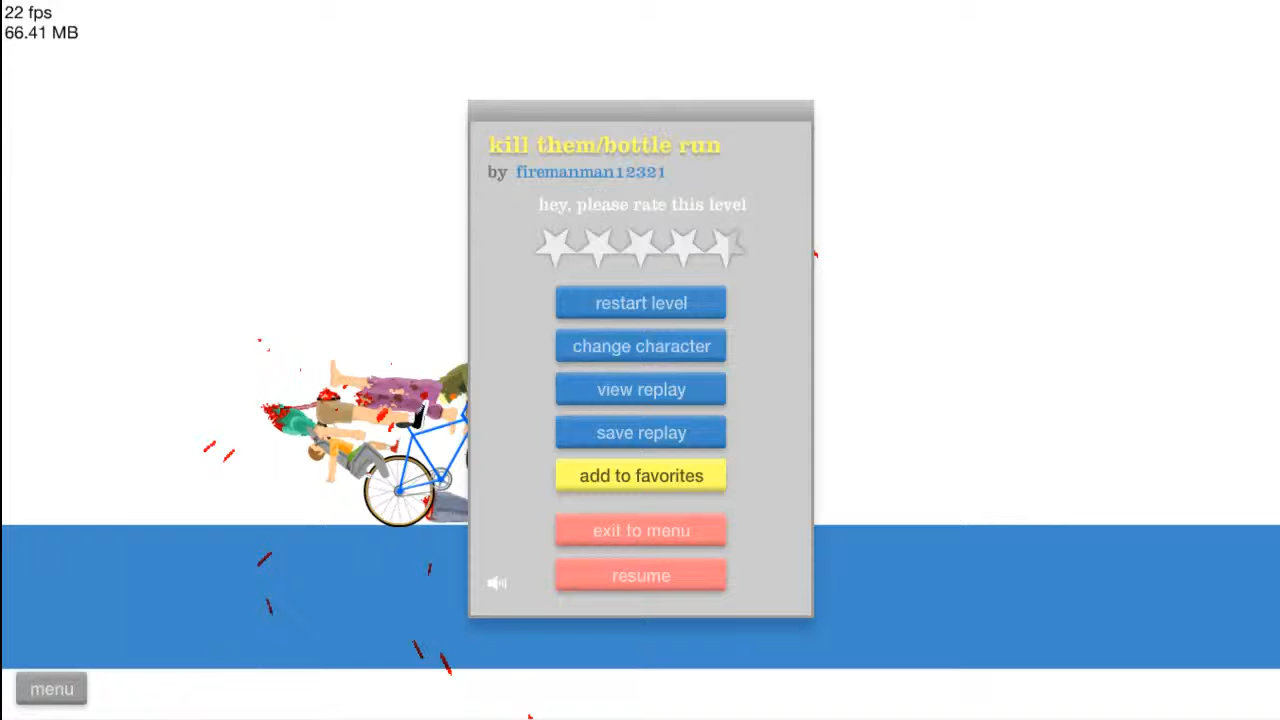 22 fps
66.41 MB
kill them/bottle run
by firemanman12321
hey, please rate this level
restart level
change character
view replay
save replay
add to favorites
exit to menu
resume
menu